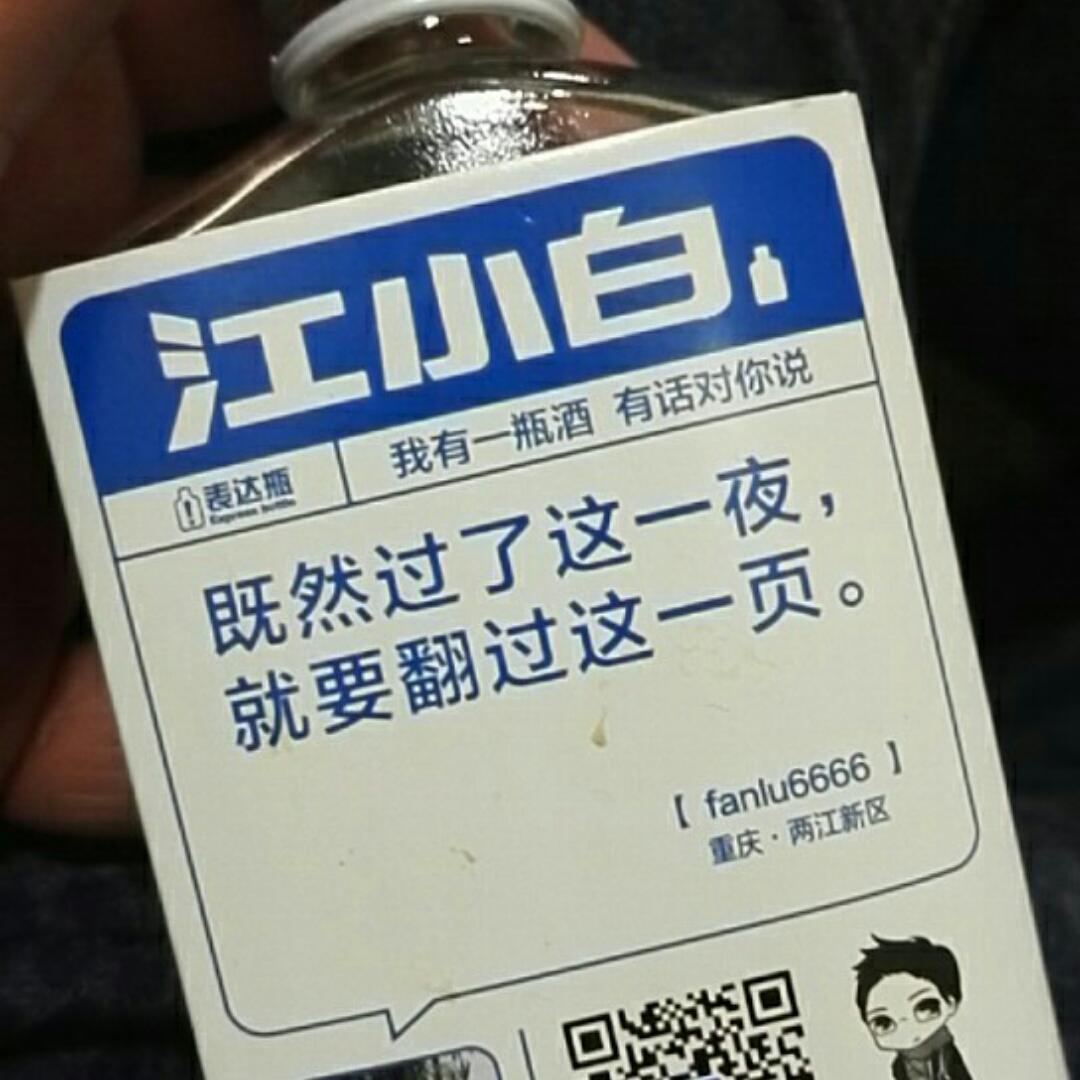 江小白
表达瓶
Express bottle
我有一瓶酒 有话对你说
既然过了这一夜，
就要翻过这一页。
【 fanlu6666 】
重庆·两江新区